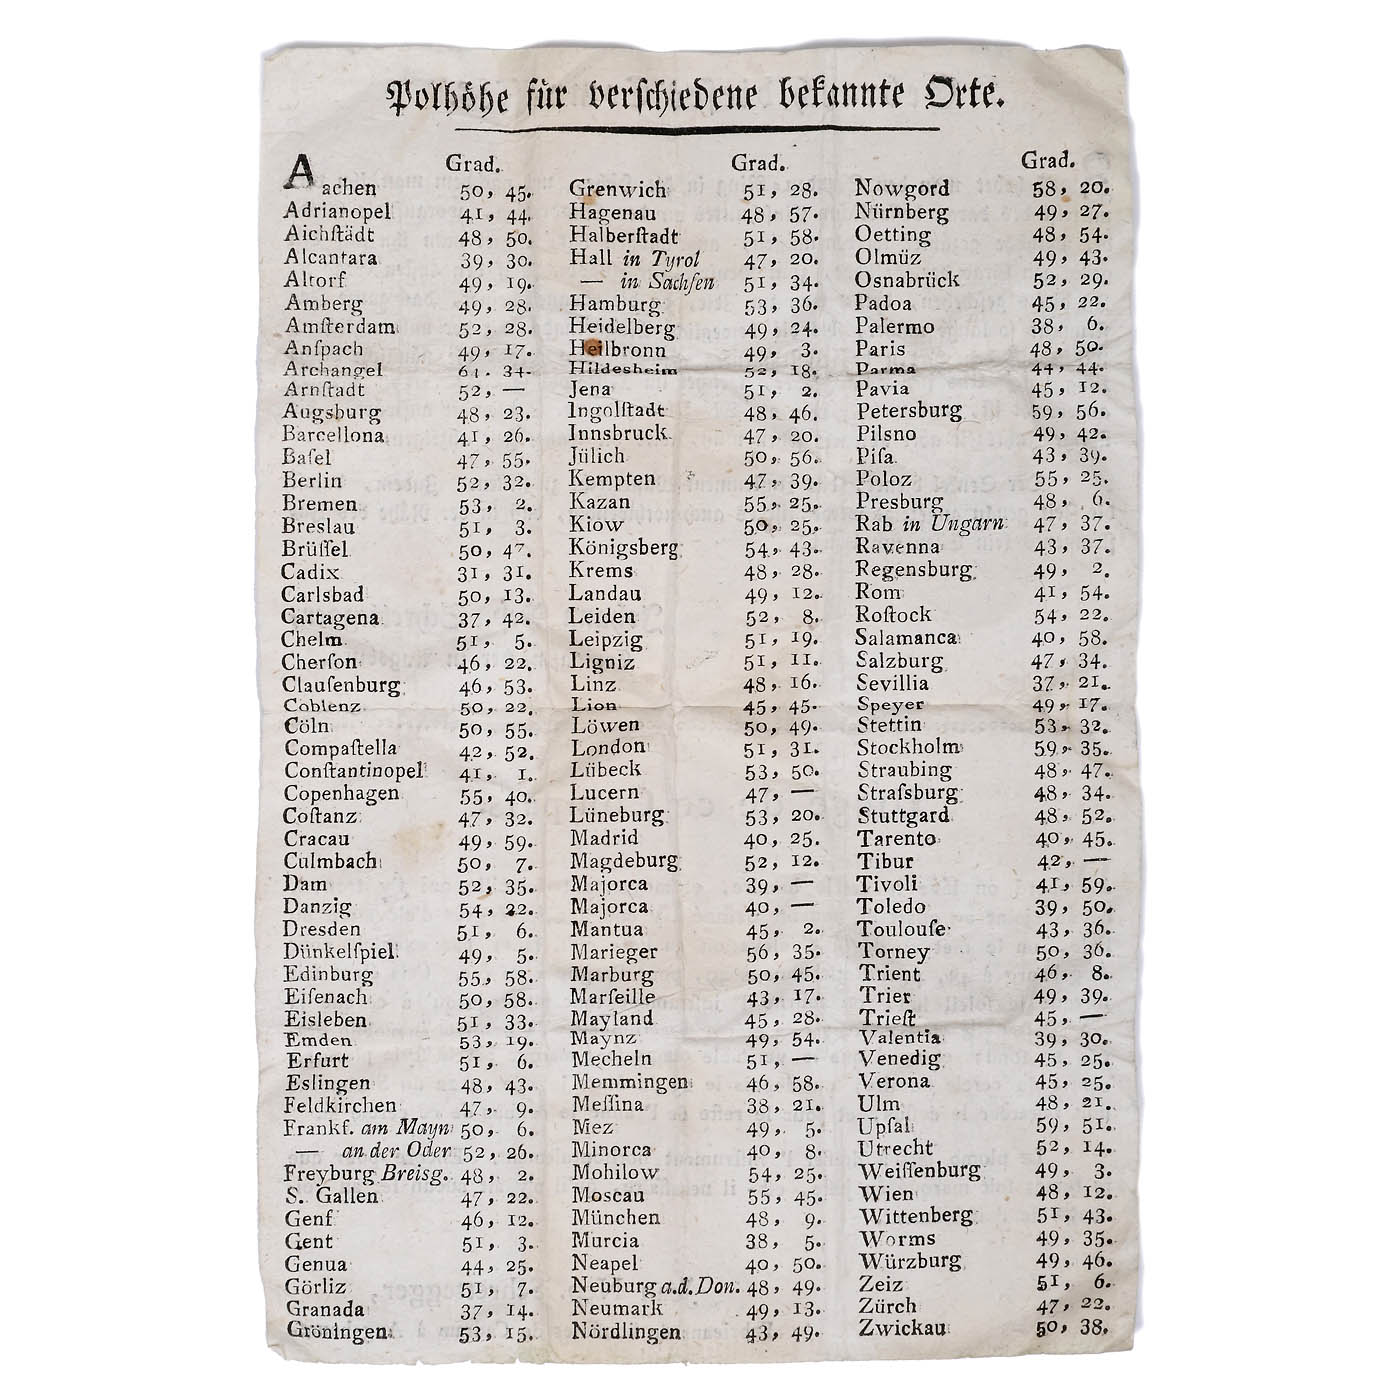 Polhöhe für verſchiedene bekannte Orte.
Grad.
Aachen 50, 45.
Adrianopel 41, 44.
Aichſtädt 48, 50.
Alcantara 39, 30.
Altorf 49, 19.
Amberg 49, 28.
Amſterdam 52, 28.
Anſpach 49, 17.
Archangel 64, 34.
Arnſtadt 52, —
Augsburg 48, 23.
Barcellona 41, 26.
Baſel 47, 55.
Berlin 52, 32.
Bremen 53, 2.
Breslau 51, 3.
Brüſſel 50, 47.
Cadix 31, 31.
Carlsbad 50, 13.
Cartagena 37, 42.
Chelm 51, 5.
Cherſon 46, 22.
Clauſenburg 46, 53.
Coblenz 50, 22.
Cöln 50, 55.
Compaſtella 42, 52.
Conſtantinopel 41, 1.
Copenhagen 55, 40.
Coſtanz 47, 32.
Cracau 49, 59.
Culmbach 50, 7.
Dam 52, 35.
Danzig 54, 22.
Dresden 51, 6.
Dünkelſpiel 49, 5.
Edinburg 55, 58.
Eiſenach 50, 58.
Eisleben 51, 33.
Emden 53, 19.
Erfurt 51, 6.
Eslingen 48, 43.
Feldkirchen 47, 9.
Frankf. am Mayn 50, 6.
— an der Oder 52, 26.
Freyburg Breisg. 48, 2.
S. Gallen 47, 22.
Genf 46, 12.
Gent 51, 3.
Genua 44, 25.
Görliz 51, 7.
Granada 37, 14.
Gröningen 53, 15.
Grad.
Grenwich 51, 28.
Hagenau 48, 57.
Halberſtadt 51, 58.
Hall in Tyrol 47, 20.
— in Sachſen 51, 34.
Hamburg 53, 36.
Heidelberg 49, 24.
Heilbronn 49, 3.
Hildesheim 52, 18.
Jena 51, 2.
Ingolſtadt 48, 46.
Innsbruck 47, 20.
Jülich 50, 56.
Kempten 47, 39.
Kazan 55, 25.
Kiow 50, 25.
Königsberg 54, 43.
Krems 48, 28.
Landau 49, 12.
Leiden 52, 8.
Leipzig 51, 19.
Ligniz 51, 11.
Linz 48, 16.
Lion 45, 45.
Löwen 50, 49.
London 51, 31.
Lübeck 53, 50.
Lucern 47, —
Lüneburg 53, 20.
Madrid 40, 25.
Magdeburg 52, 12.
Majorca 39, —
Majorca 40, —
Mantua 45, 2.
Marieger 56, 35.
Marburg 50, 45.
Marſeille 43, 17.
Mayland 45, 28.
Maynz 49, 54.
Mecheln 51, —
Memmingen 46, 58.
Meſſina 38, 21.
Mez 49, 5.
Minorca 40, 8.
Mohilow 54, 25.
Moscau 55, 45.
München 48, 9.
Murcia 38, 5.
Neapel 40, 50.
Neuburg a.d. Don. 48, 49.
Neumark 49, 13.
Nördlingen 43, 49.
Grad.
Nowgord 58, 20.
Nürnberg 49, 27.
Oetting 48, 54.
Olmüz 49, 43.
Osnabrück 52, 29.
Padoa 45, 22.
Palermo 38, 6.
Paris 48, 50.
Parma 44, 44.
Pavia 45, 12.
Petersburg 59, 56.
Pilsno 49, 42.
Piſa 43, 39.
Poloz 55, 25.
Presburg 48, 6.
Rab in Ungarn 47, 37.
Ravenna 43, 37.
Regensburg 49, 2.
Rom 41, 54.
Roſtock 54, 22.
Salamanca 40, 58.
Salzburg 47, 34.
Sevillia 37, 21.
Speyer 49, 17.
Stettin 53, 32.
Stockholm 59, 35.
Straubing 48, 47.
Straſsburg 48, 34.
Stuttgard 48, 52.
Tarento 40, 45.
Tibur 42, —
Tivoli 41, 59.
Toledo 39, 50.
Toulouſe 43, 36.
Torney 50, 36.
Trient 46, 8.
Trier 49, 39.
Trieſt 45, —
Valentia 39, 30.
Venedig 45, 25.
Verona 45, 25.
Ulm 48, 21.
Upſal 59, 51.
Utrecht 52, 14.
Weiſſenburg 49, 3.
Wien 48, 12.
Wittenberg 51, 43.
Worms 49, 35.
Würzburg 49, 46.
Zeiz 51, 6.
Zürch 47, 22.
Zwickau 50, 38.